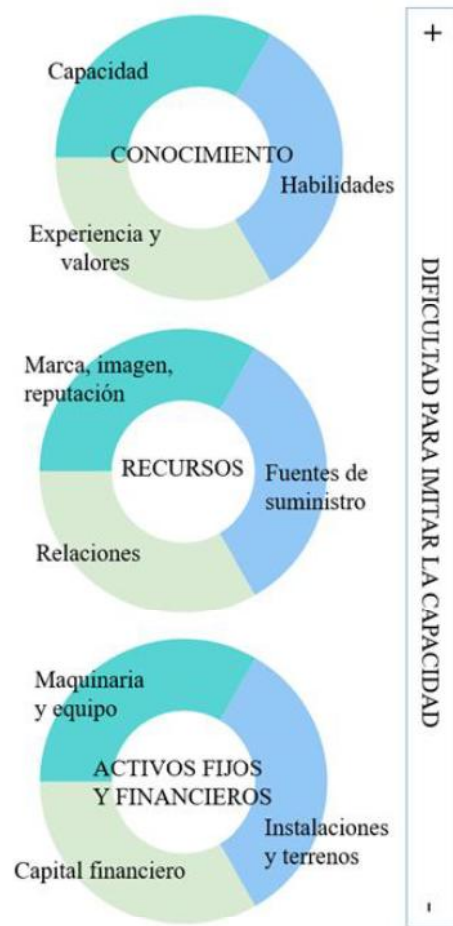 Capacidad
CONOCIMIENTO
Habilidades
Experiencia y
valores
Marca, imagen,
reputación
RECURSOS
Fuentes de
suministro
Relaciones
Maquinaria
y equipo
ACTIVOS FIJOS
Y FINANCIEROS
Instalaciones
y terrenos
Capital financiero
+
DIFICULTAD PARA IMITAR LA CAPACIDAD
-